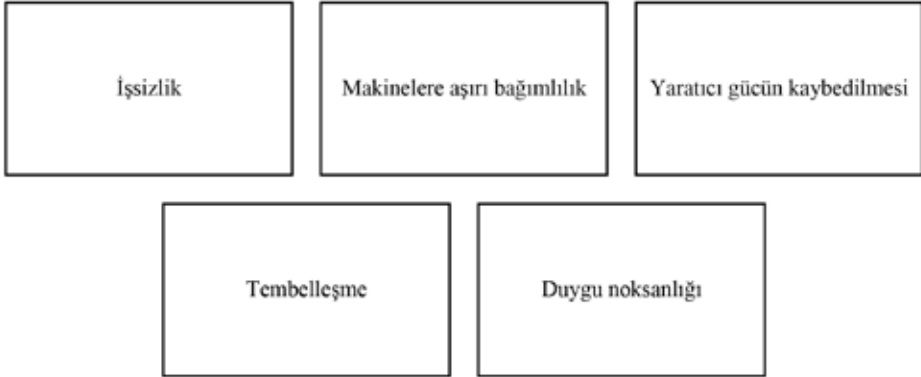 İşsizlik
Makinelere aşırı bağımlılık
Yaratıcı gücün kaybedilmesi
Tembelleşme
Duygu noksanlığı